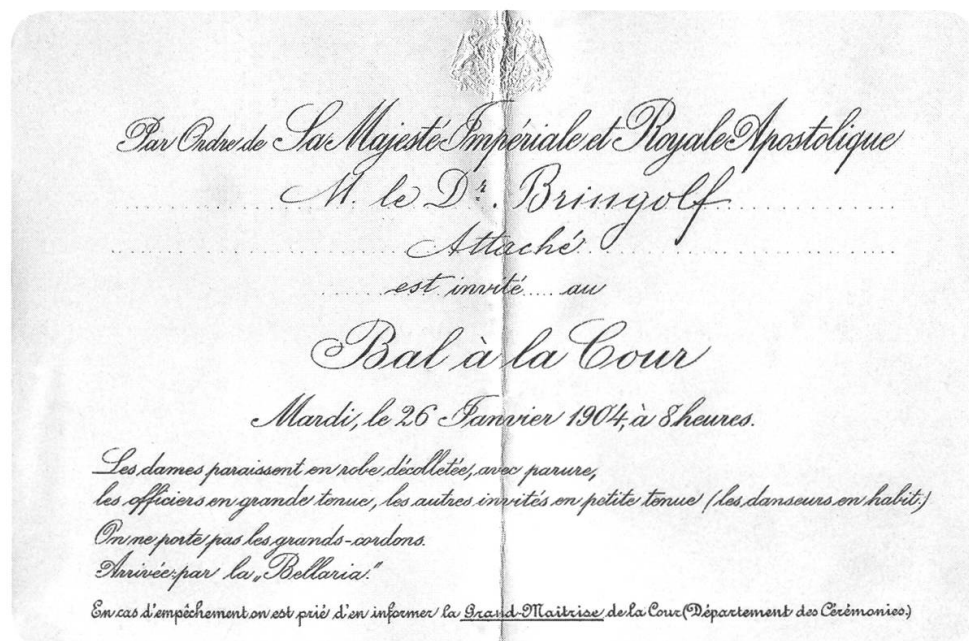 Par Ordre de Sa Majesté Impériale et Royale Apostolique
M. le Dr. Bringolf
Attaché
est invité au
Bal à la Cour
Mardi, le 26 Janvier 1904, à 8 heures.
Les dames paraissent en robe décolletée, avec parure,
les officiers en grande tenue, les autres invités en petite tenue (les danseurs en habit.)
On ne porte pas les grands-cordons.
Arrivée par la „Bellaria."
En cas d'empêchement on est prié d'en informer la Grand-Maîtrise de la Cour (Département des Cérémonies.)